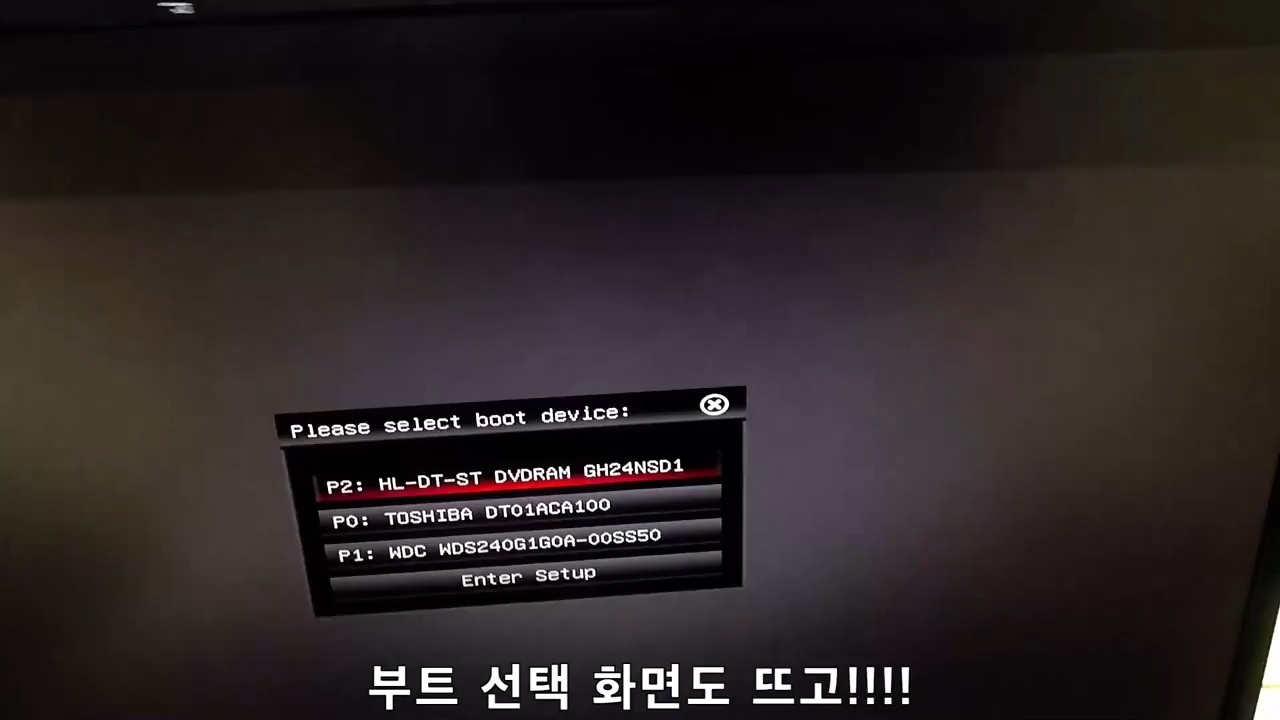 Please select boot device:
P2: HL-DT-ST DVDRAM GH24NSD1
P0: TOSHIBA DT01ACA100
P1: WDC WDS240G1G0A-00SS50
Enter Setup
부트 선택 화면도 뜨고!!!!